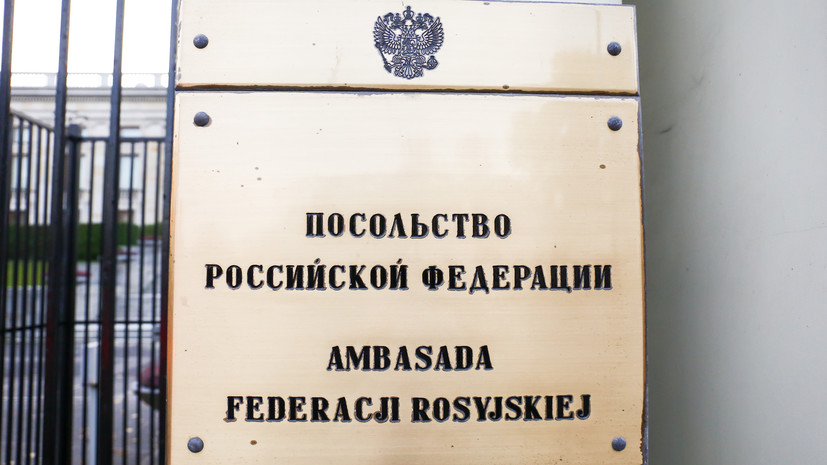 ПОСОЛЬСТВО
РОССИЙСКОЙ ФЕДЕРАЦИИ
AMBASADA
FEDERACJI ROSYJSKIEJ